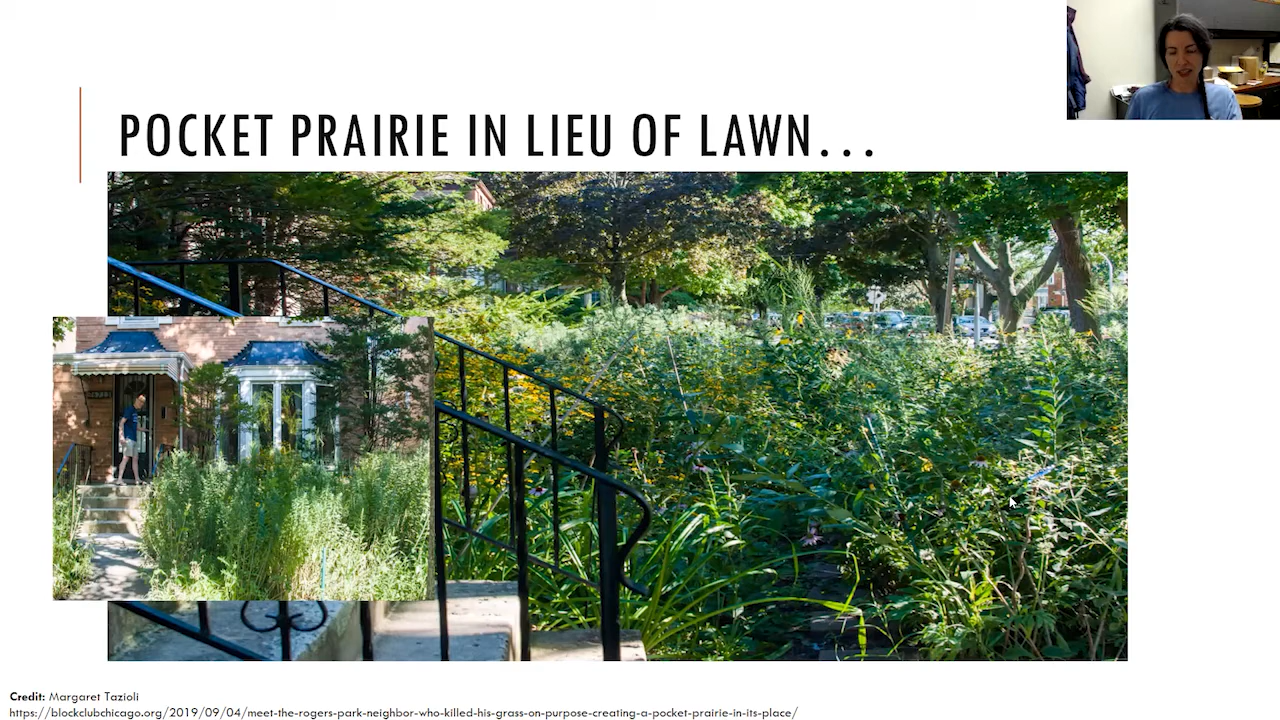 POCKET PRAIRIE IN LIEU OF LAWN...
Credit: Margaret Tazioli
https://blockclubchicago.org/2019/09/04/meet-the-rogers-park-neighbor-who-killed-his-grass-on-purpose-creating-a-pocket-prairie-in-its-place/